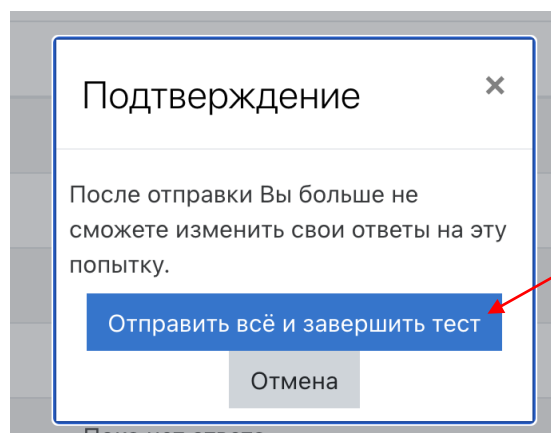 Подтверждение ×
После отправки Вы больше не
сможете изменить свои ответы на эту
попытку.
Отправить всё и завершить тест
Отмена